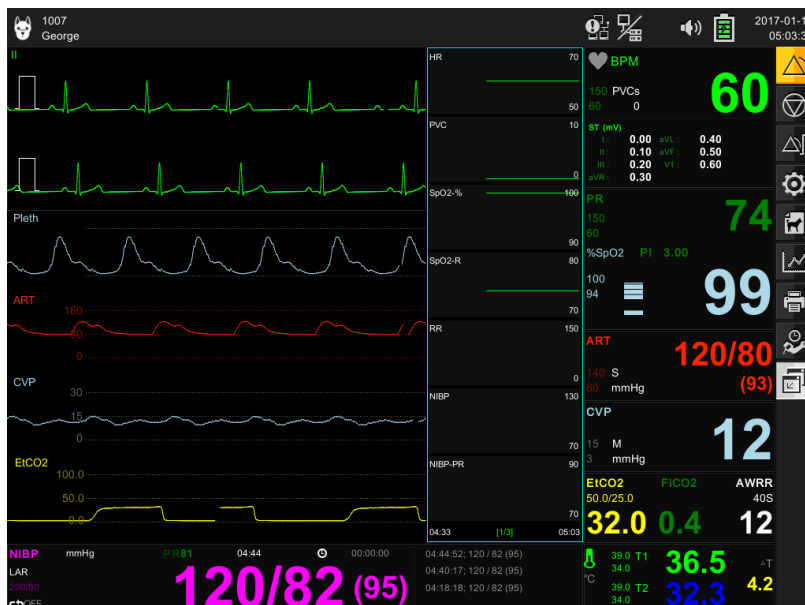 1007
George
2017-01-1
05:03:3
II
Pleth
ART
160
80
0
CVP
30
15
0
EtCO2
100.0
50.0
0.0
HR 70
50
PVC 10
0
SpO2-% 100
90
SpO2-R 80
70
RR 150
0
NIBP 130
70
NIBP-PR 90
70
04:33 [1/3] 05:03
BPM
150 PVCs
60 0
60
ST (mV)
I: 0.00 aVL: 0.40
II: 0.10 aVF: 0.50
III: 0.20 V1: 0.60
aVR: 0.30
PR
150
60
74
%SpO2 PI 3.00
100
94
99
ART
140 S
60 mmHg
120/80
(93)
CVP
15 M
3 mmHg
12
EtCO2 FiCO2 AWRR
50.0/25.0 40S
32.0 0.4 12
NIBP mmHg PR81 04:44 00:00:00
LAR
200/80
OFF
120/82 (95)
04:44:52; 120 / 82 (95)
04:40:17; 120 / 82 (95)
04:18:18; 120 / 82 (95)
°C
39.0 T1
34.0
36.5
39.0 T2
34.0
32.3
ΔT
4.2